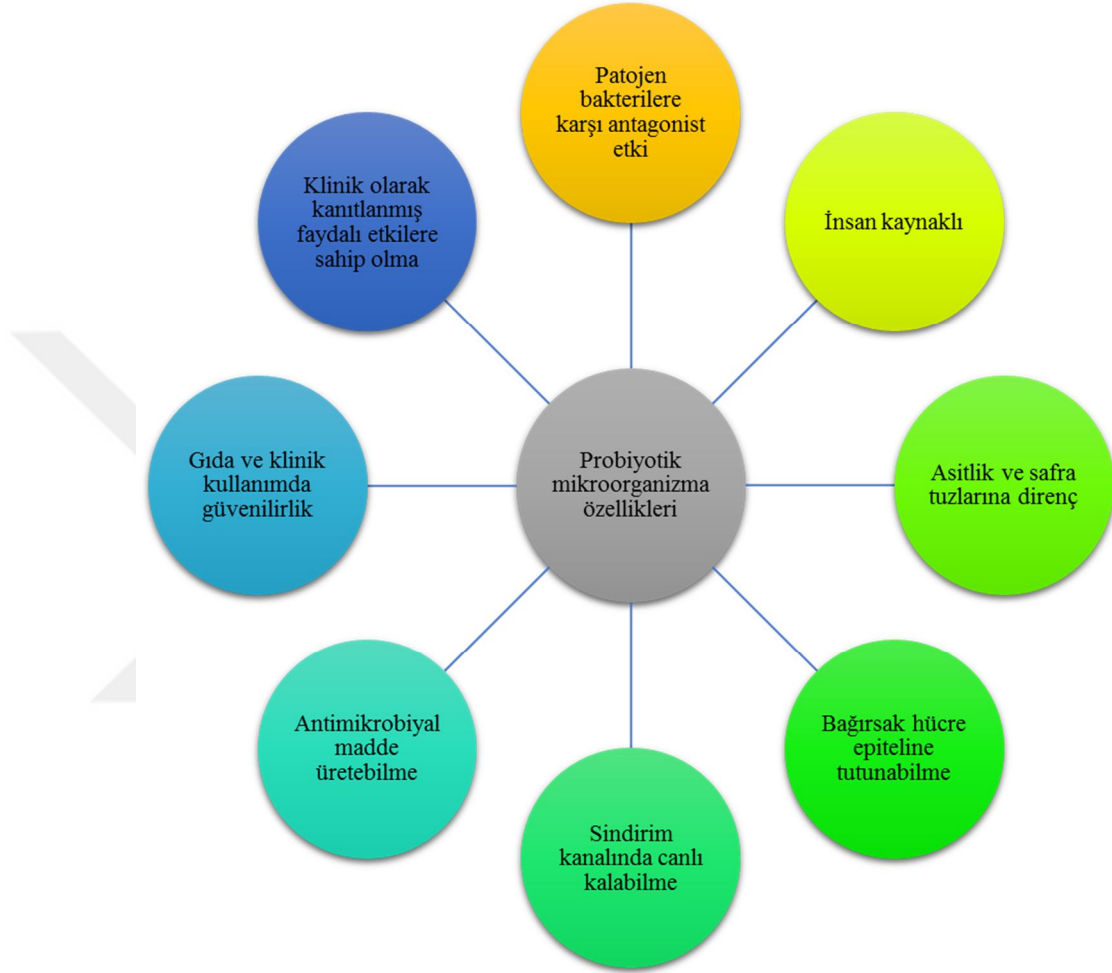 Patojen
bakterilere
karşı antagonist
etki
Klinik olarak
kanıtlanmış
faydalı etkilere
sahip olma
İnsan kaynaklı
Gıda ve klinik
kullanımda
güvenilirlik
Probiyotik
mikroorganizma
özellikleri
Asitlik ve safra
tuzlarına direnç
Antimikrobiyal
madde
üretebilme
Bağırsak hücre
epiteline
tutunabilme
Sindirim
kanalında canlı
kalabilme